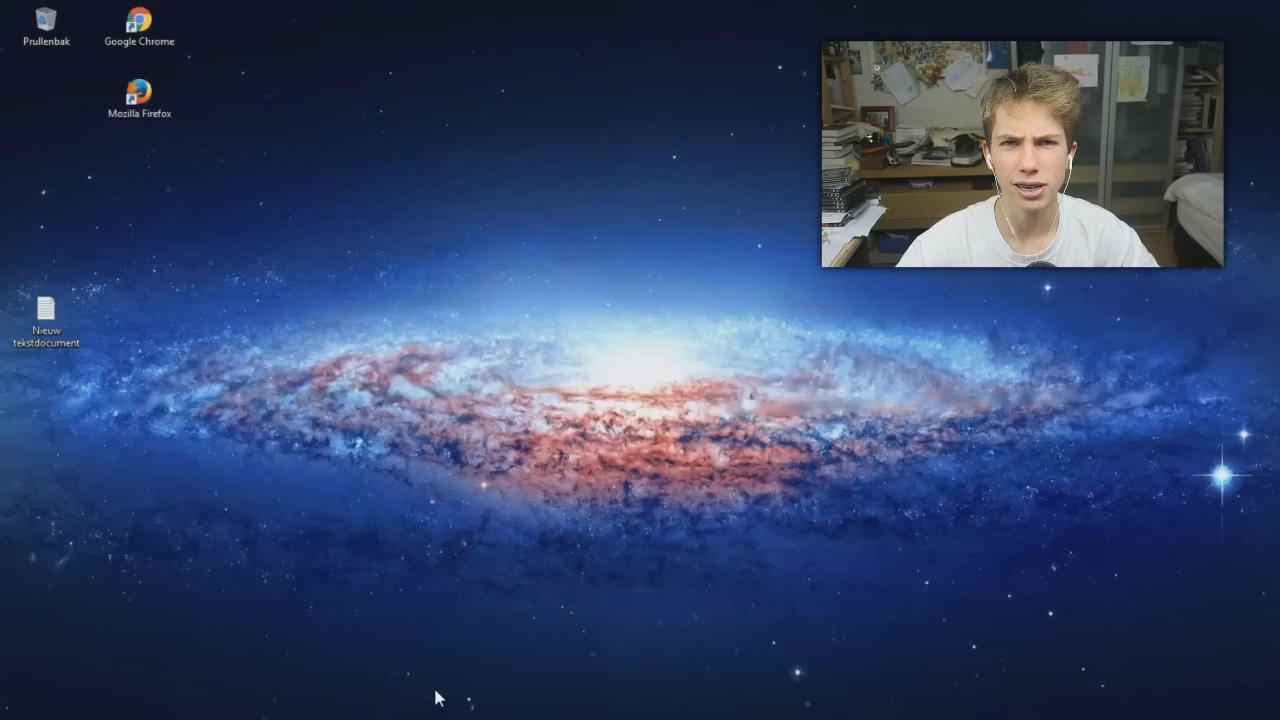 Prullenbak
Google Chrome
Mozilla Firefox
Nieuw
tekstdocument